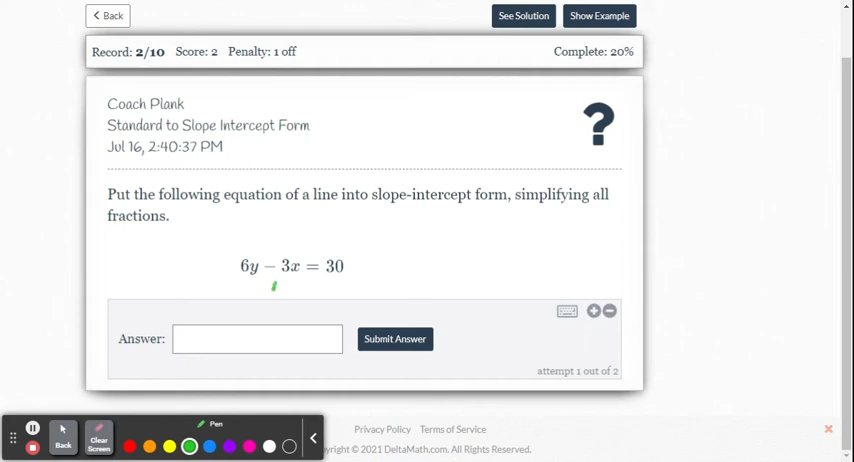 Back
See Solution
Show Example
Record: 2/10 Score: 2 Penalty: 1 off Complete: 20%
Coach Plank
Standard to Slope Intercept Form
Jul 16, 2:40:37 PM
?
Put the following equation of a line into slope-intercept form, simplifying all
fractions.
6y − 3x = 30
Answer:
Submit Answer
attempt 1 out of 2
Pen
Back
Clear
Screen
Privacy Policy Terms of Service
yright © 2021 DeltaMath.com. All Rights Reserved.